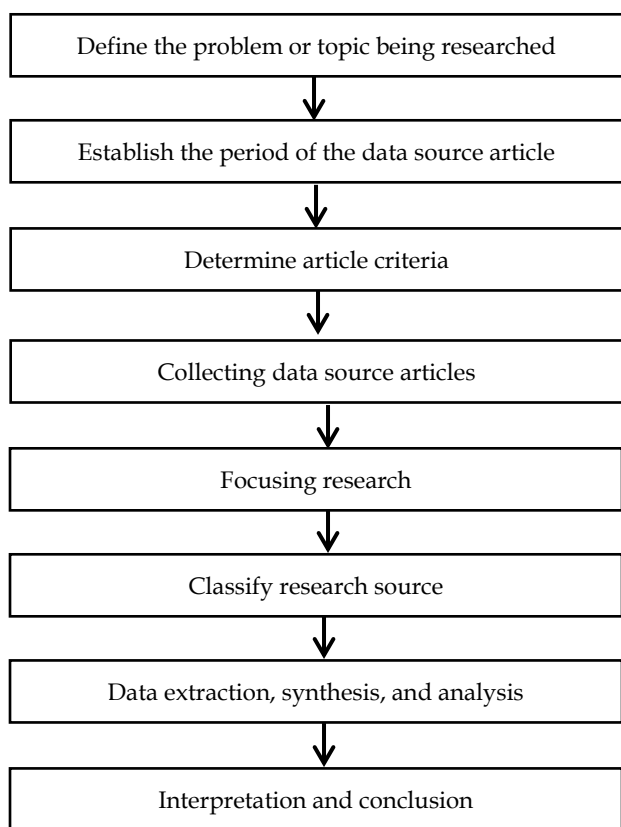 Define the problem or topic being researched
Establish the period of the data source article
Determine article criteria
Collecting data source articles
Focusing research
Classify research source
Data extraction, synthesis, and analysis
Interpretation and conclusion